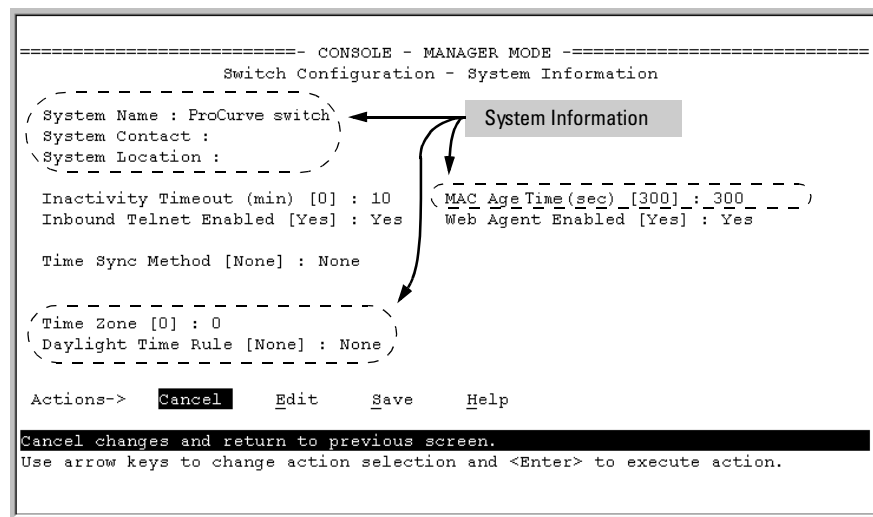 ==========================- CONSOLE - MANAGER MODE -============================
Switch Configuration - System Information
System Name : ProCurve switch
System Information
System Contact :
System Location :
Inactivity Timeout (min) [0] : 10 MAC Age Time(sec) [300] : 300
Inbound Telnet Enabled [Yes] : Yes Web Agent Enabled [Yes] : Yes
Time Sync Method [None] : None
Time Zone [0] : 0
Daylight Time Rule [None] : None
Actions-> Cancel Edit Save Help
Cancel changes and return to previous screen.
Use arrow keys to change action selection and <Enter> to execute action.